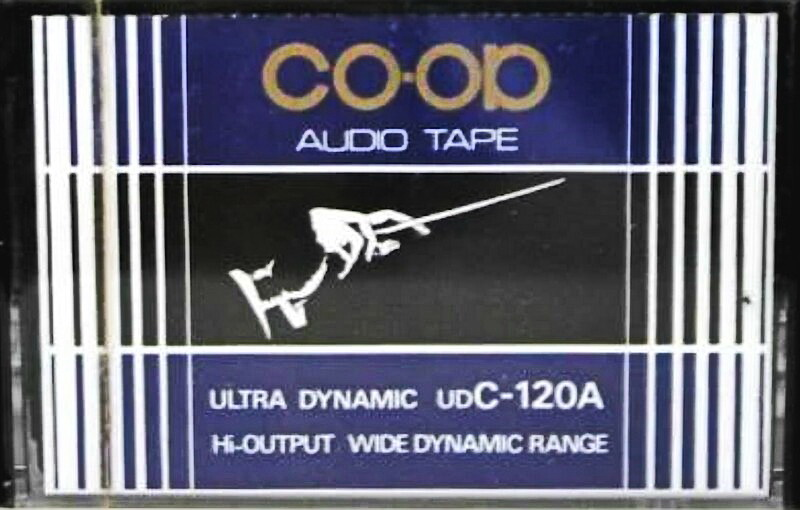 CO·OP
AUDIO TAPE
ULTRA DYNAMIC UDC-120A
Hi-OUTPUT WIDE DYNAMIC RANGE